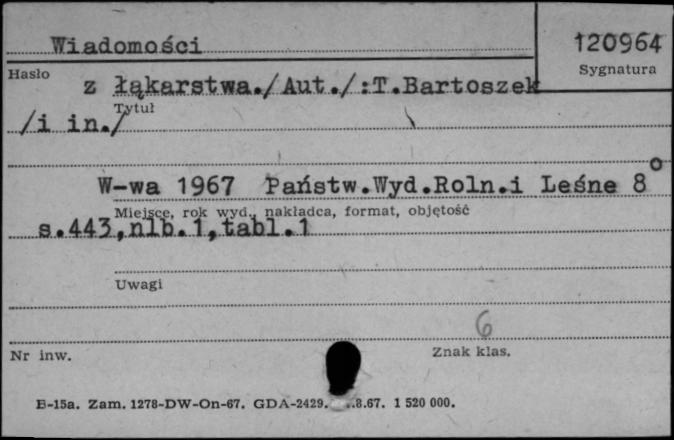 Wiadomości
120964
Hasło
Sygnatura
z łąkarstwa./Aut./:T.Bartoszek
Tytuł
/i in./
W-wa 1967 Państw.Wyd.Roln.i Leśne 8°
Miejsce, rok wyd., nakładca, format, objętość
s.443,nlb.1,tabl.1
Uwagi
6
Nr inw.
Znak klas.
B-15a. Zam. 1278-DW-On-67. GDA-2429. .8.67. 1 520 000.